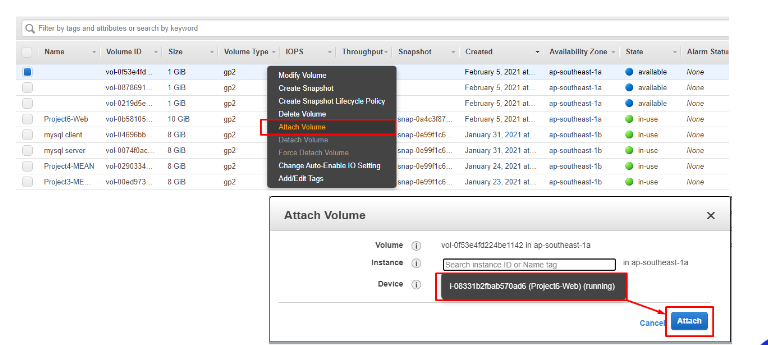 Filter by tags and attributes or search by keyword
Name Volume ID Size Volume Type IOPS Throughput Snapshot Created Availability Zone State Alarm Statu
vol-0f53e4fd... 1 GiB gp2 February 5, 2021 at... ap-southeast-1a available None
vol-0878691... 1 GiB gp2 February 5, 2021 at... ap-southeast-1a available None
vol-0219d5e... 1 GiB gp2 February 5, 2021 at... ap-southeast-1a available None
Project6-Web vol-0b58105... 10 GiB gp2 snap-0a4c3f87... February 5, 2021 at... ap-southeast-1a in-use None
mysql client vol-04696bb 8 GiB gp2 snap-0e99f1c6... January 31, 2021 at ap-southeast-1b in-use None
mysql server vol-0074f0ac... 8 GiB gp2 snap-0e99f1c6... January 31, 2021 at... ap-southeast-1b in-use None
Project4-MEAN vol-0290334... 8 GiB gp2 snap-0e99f1c6... January 24, 2021 at... ap-southeast-1b in-use None
Project3-ME... vol-00ed973... 8 GiB gp2 snap-0e99f1c6... January 23, 2021 at... ap-southeast-1b in-use None
Modify Volume
Create Snapshot
Create Snapshot Lifecycle Policy
Delete Volume
Attach Volume
Detach Volume
Force Detach Volume
Change Auto-Enable IO Setting
Add/Edit Tags
Attach Volume
Volume vol-0f53e4fd224be1142 in ap-southeast-1a
Instance Search instance ID or Name tag in ap-southeast-1a
Device i-08331b2fbab570ad6 (Project6-Web) (running)
Cancel Attach